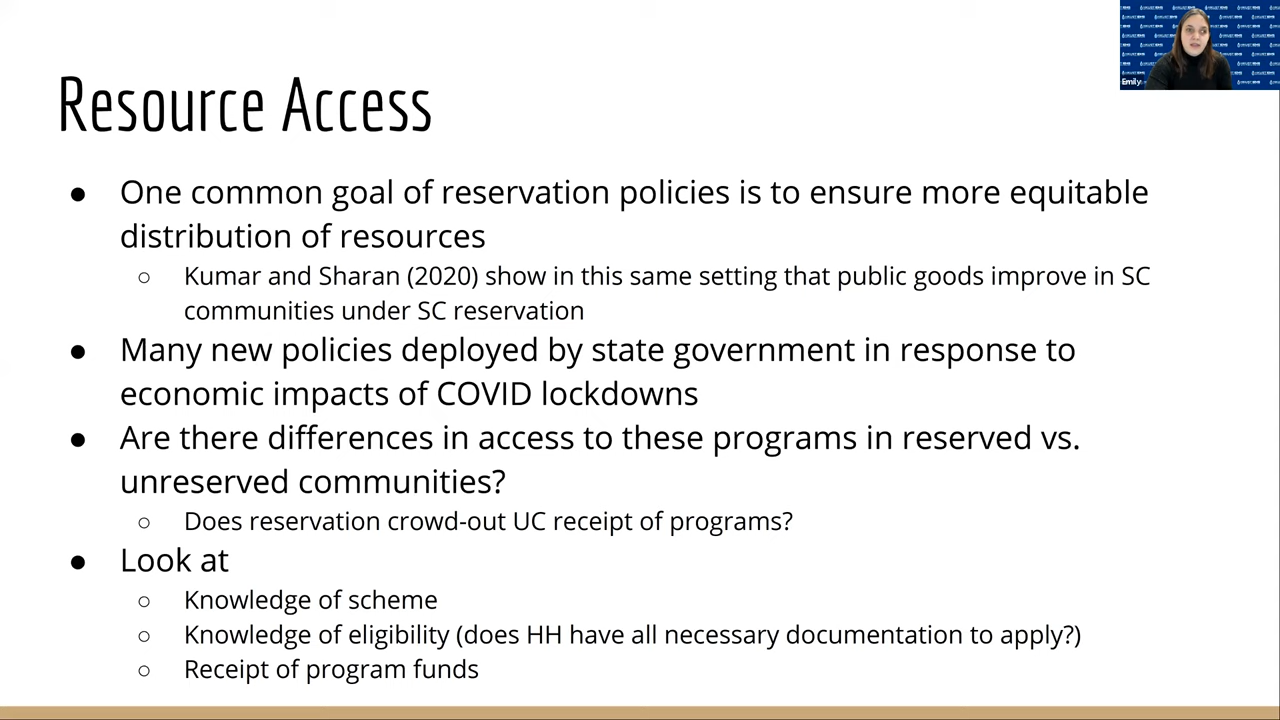 Emily
Resource Access
● One common goal of reservation policies is to ensure more equitable
distribution of resources
○ Kumar and Sharan (2020) show in this same setting that public goods improve in SC
communities under SC reservation
● Many new policies deployed by state government in response to
economic impacts of COVID lockdowns
● Are there differences in access to these programs in reserved vs.
unreserved communities?
○ Does reservation crowd-out UC receipt of programs?
● Look at
○ Knowledge of scheme
○ Knowledge of eligibility (does HH have all necessary documentation to apply?)
○ Receipt of program funds